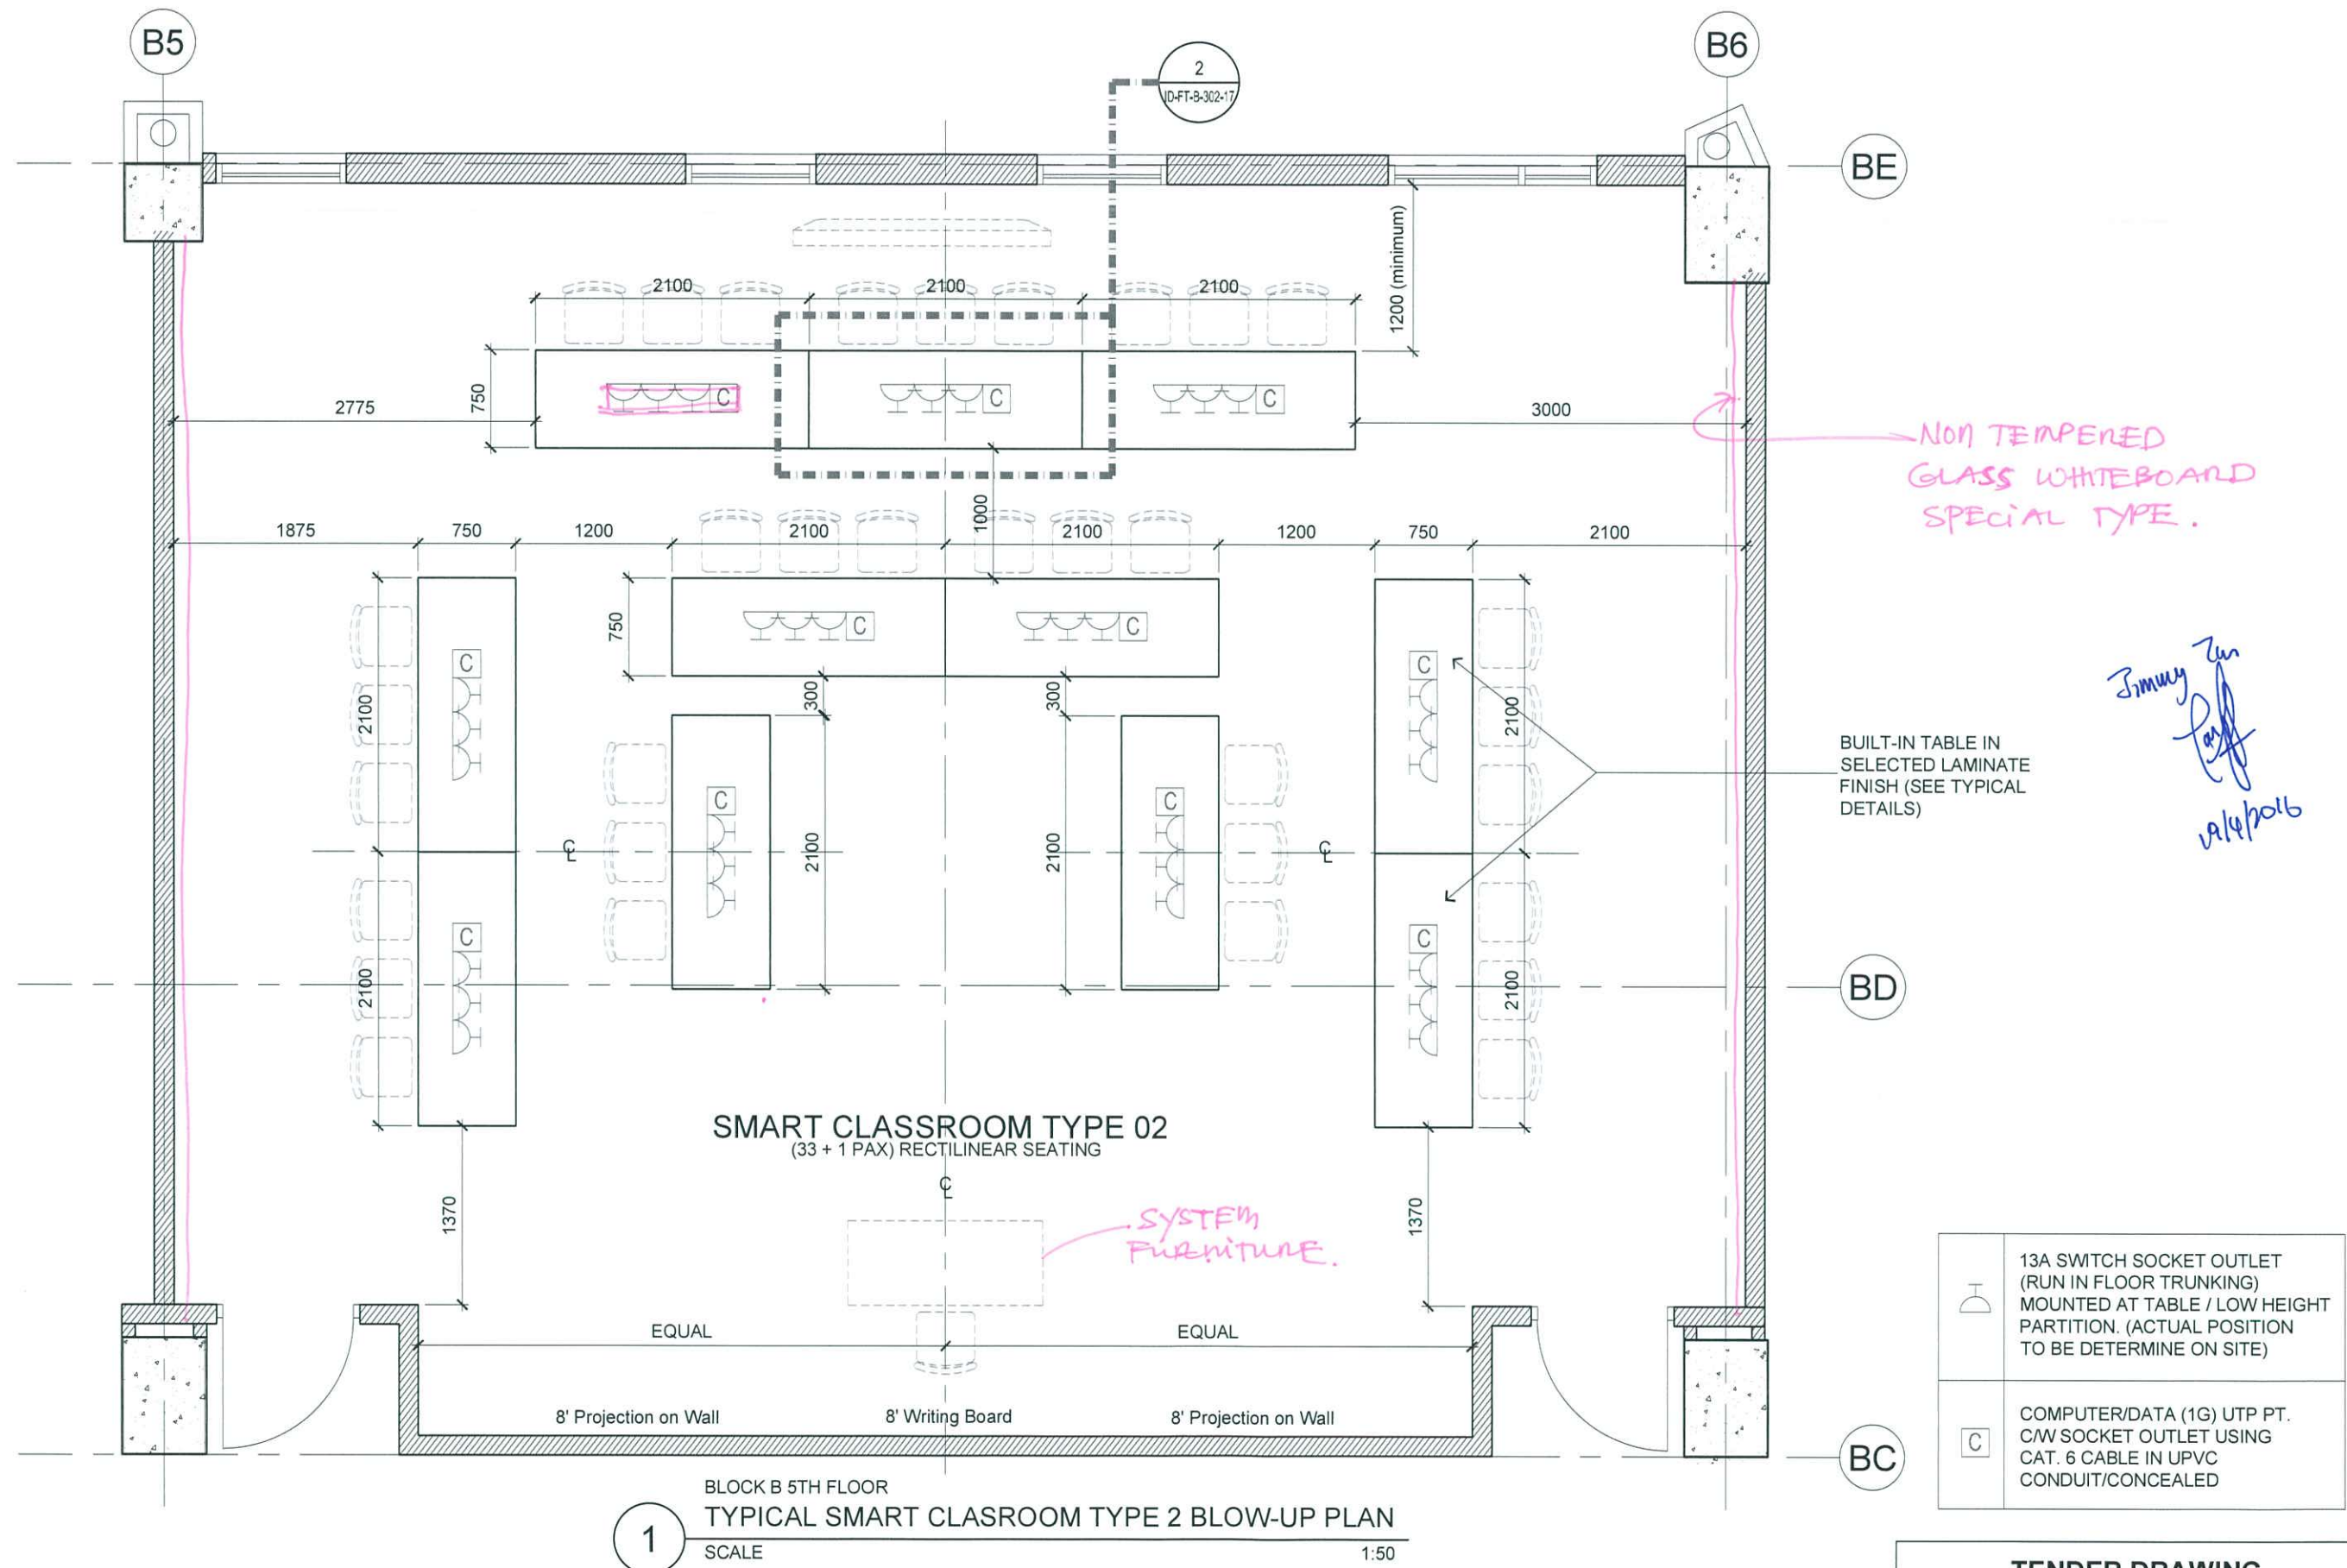 B5
B6
2
ID-FT-B-302-17
BE
2100
2100
2100
1200 (minimum)
750
C
C
C
2775
3000
NON TEMPERED
GLASS WHITEBOARD
SPECIAL TYPE.
1000
1875
750
1200
2100
2100
1200
750
2100
750
C
C
C
C
2100
300
300
2100
BUILT-IN TABLE IN
SELECTED LAMINATE
FINISH (SEE TYPICAL
DETAILS)
Jimmy
C
C
2100
2100
C
C
2100
2100
BD
SMART CLASSROOM TYPE 02
(33 + 1 PAX) RECTILINEAR SEATING
1370
1370
SYSTEM
FURNITURE.
EQUAL
EQUAL
8' Projection on Wall
8' Writing Board
8' Projection on Wall
BC
13A SWITCH SOCKET OUTLET
(RUN IN FLOOR TRUNKING)
MOUNTED AT TABLE / LOW HEIGHT
PARTITION. (ACTUAL POSITION
TO BE DETERMINE ON SITE)
C
COMPUTER/DATA (1G) UTP PT.
C/W SOCKET OUTLET USING
CAT. 6 CABLE IN UPVC
CONDUIT/CONCEALED
BLOCK B 5TH FLOOR
1
TYPICAL SMART CLASROOM TYPE 2 BLOW-UP PLAN
SCALE
1:50
TENDER DRAWING